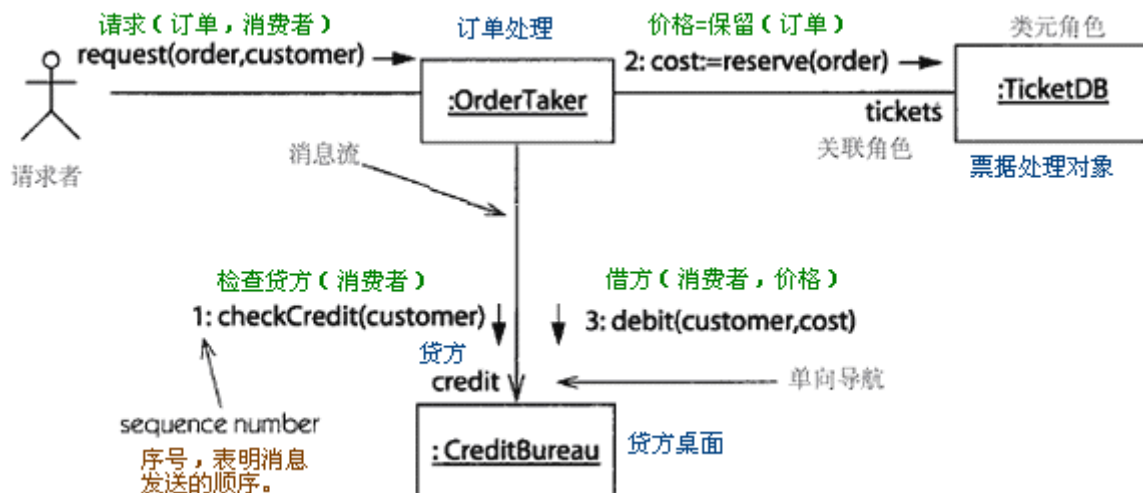 请求（订单，消费者）
request(order,customer)
订单处理
价格=保留（订单）
2: cost:=reserve(order)
类元角色
:OrderTaker
:TicketDB
tickets
关联角色
票据处理对象
请求者
消息流
检查贷方（消费者）
1: checkCredit(customer)
借方（消费者，价格）
3: debit(customer,cost)
贷方
credit
单向导航
sequence number
序号，表明消息
发送的顺序。
: CreditBureau
贷方桌面